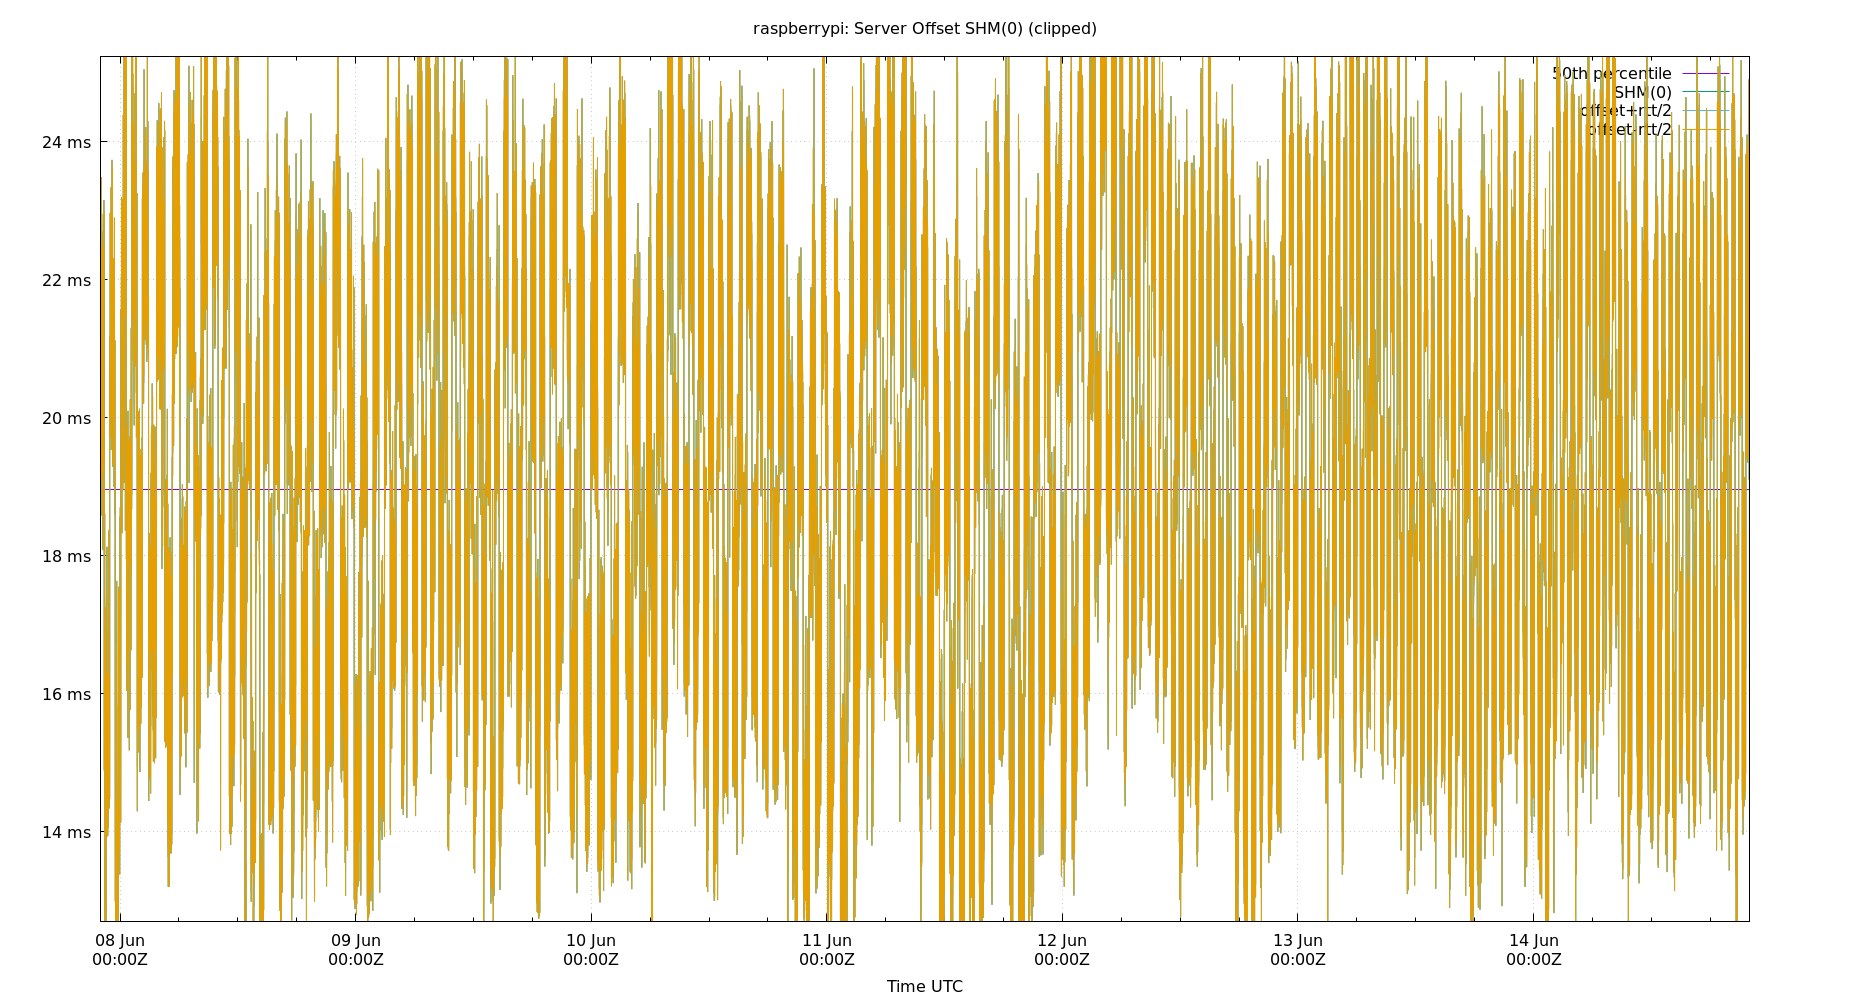 raspberrypi: Server Offset SHM(0) (clipped)
50th percentile
SHM(0)
offset+rtt/2
offset-rtt/2
24 ms
22 ms
20 ms
18 ms
16 ms
14 ms
08 Jun 09 Jun 10 Jun 11 Jun 12 Jun 13 Jun 14 Jun
00:00Z 00:00Z 00:00Z 00:00Z 00:00Z 00:00Z 00:00Z
Time UTC